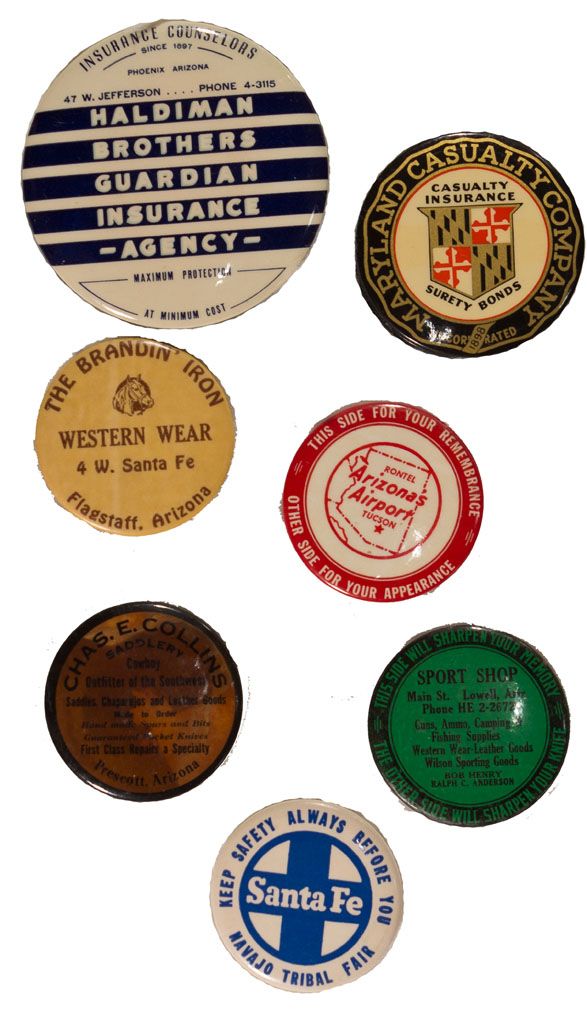 INSURANCE COUNSELORS
SINCE 1897
PHOENIX ARIZONA
47 W. JEFFERSON .... PHONE 4-3115
HALDIMAN
BROTHERS
GUARDIAN
INSURANCE
-AGENCY-
MAXIMUM PROTECTION
AT MINIMUM COST
MARYLAND CASUALTY COMPANY
CASUALTY
INSURANCE
SURETY BONDS
1898
THE BRANDIN' IRON
WESTERN WEAR
4 W. Santa Fe
Flagstaff, Arizona
THIS SIDE FOR YOUR REMEMBRANCE
RONTEL
Arizona's
Airport
TUCSON
OTHER SIDE FOR YOUR APPEARANCE
CHAS. E. COLLINS
SADDLERY
Cowboy
Outfitter of the Southwest
Saddles, Chaparejos and Leather Goods
Made to Order
Hand made Spurs and Bits
Guaranteed Pocket Knives
First Class Repairs a Specialty
Prescott, Arizona
THIS SIDE WILL SHARPEN YOUR MEMORY
SPORT SHOP
Main St. Lowell, Ariz.
Phone HE 2-2672
Guns, Ammo, Camping &
Fishing Supplies
Western Wear-Leather Goods
Wilson Sporting Goods
BOB HENRY
RALPH C. ANDERSON
THE OTHER SIDE WILL SHARPEN YOUR KNIFE
KEEP SAFETY ALWAYS BEFORE YOU
Santa Fe
NAVAJO TRIBAL FAIR